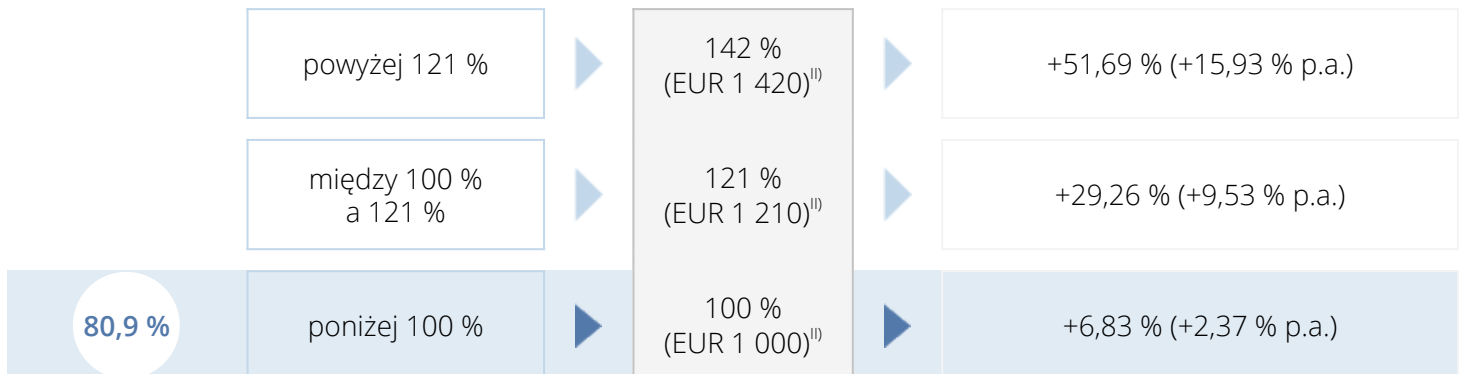 powyżej 121 %
142 %
(EUR 1 420)II)
+51,69 % (+15,93 % p.a.)
między 100 %
a 121 %
121 %
(EUR 1 210)II)
+29,26 % (+9,53 % p.a.)
80,9 %
poniżej 100 %
100 %
(EUR 1 000)II)
+6,83 % (+2,37 % p.a.)